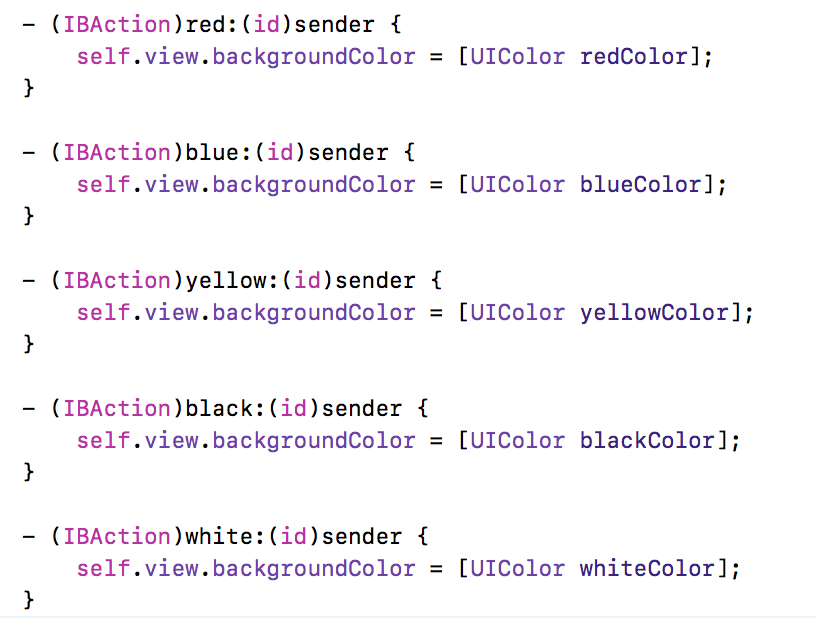 - (IBAction)red:(id)sender {
    self.view.backgroundColor = [UIColor redColor];
}

- (IBAction)blue:(id)sender {
    self.view.backgroundColor = [UIColor blueColor];
}

- (IBAction)yellow:(id)sender {
    self.view.backgroundColor = [UIColor yellowColor];
}

- (IBAction)black:(id)sender {
    self.view.backgroundColor = [UIColor blackColor];
}

- (IBAction)white:(id)sender {
    self.view.backgroundColor = [UIColor whiteColor];
}